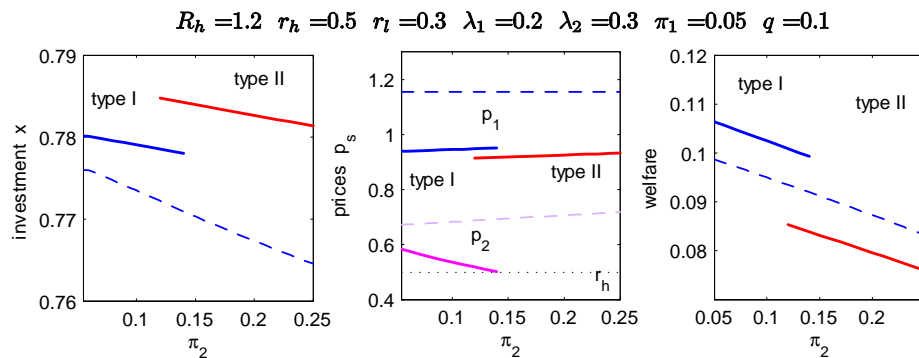 R_h =1.2 r_h =0.5 r_l =0.3 λ_1 =0.2 λ_2 =0.3 π_1 =0.05 q =0.1
investment x
0.79
0.78
0.77
0.76
type I
type II
0.1 0.15 0.2 0.25
π_2
prices p_s
1.2
1
0.8
0.6
0.4
p_1
type I
type II
p_2
r_h
0.1 0.15 0.2 0.25
π_2
welfare
0.12
0.11
0.1
0.09
0.08
type I
type II
0.05 0.1 0.15 0.2 0.25
π_2